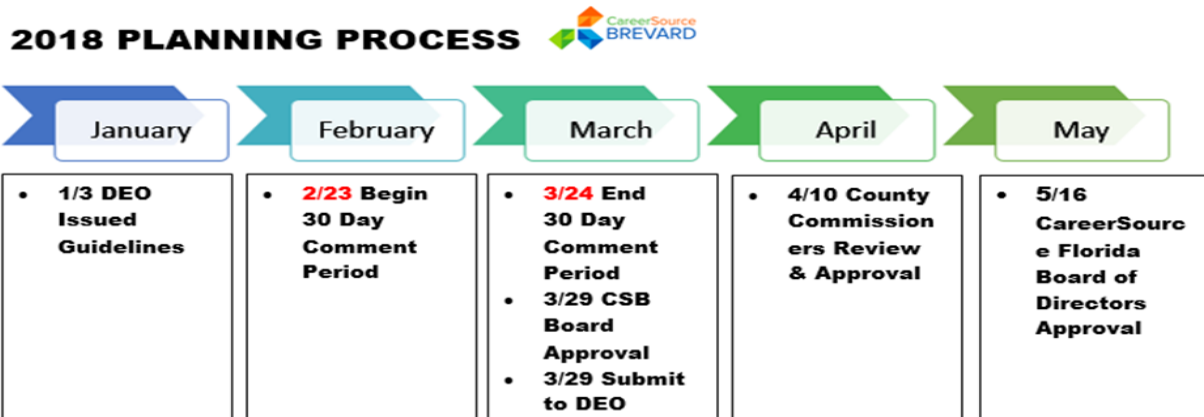 2018 PLANNING PROCESS
CareerSource
BREVARD
January
February
March
April
May
• 1/3 DEO
Issued
Guidelines
• 2/23 Begin
30 Day
Comment
Period
• 3/24 End
30 Day
Comment
Period
• 3/29 CSB
Board
Approval
• 3/29 Submit
to DEO
• 4/10 County
Commission
ers Review
& Approval
• 5/16
CareerSourc
e Florida
Board of
Directors
Approval